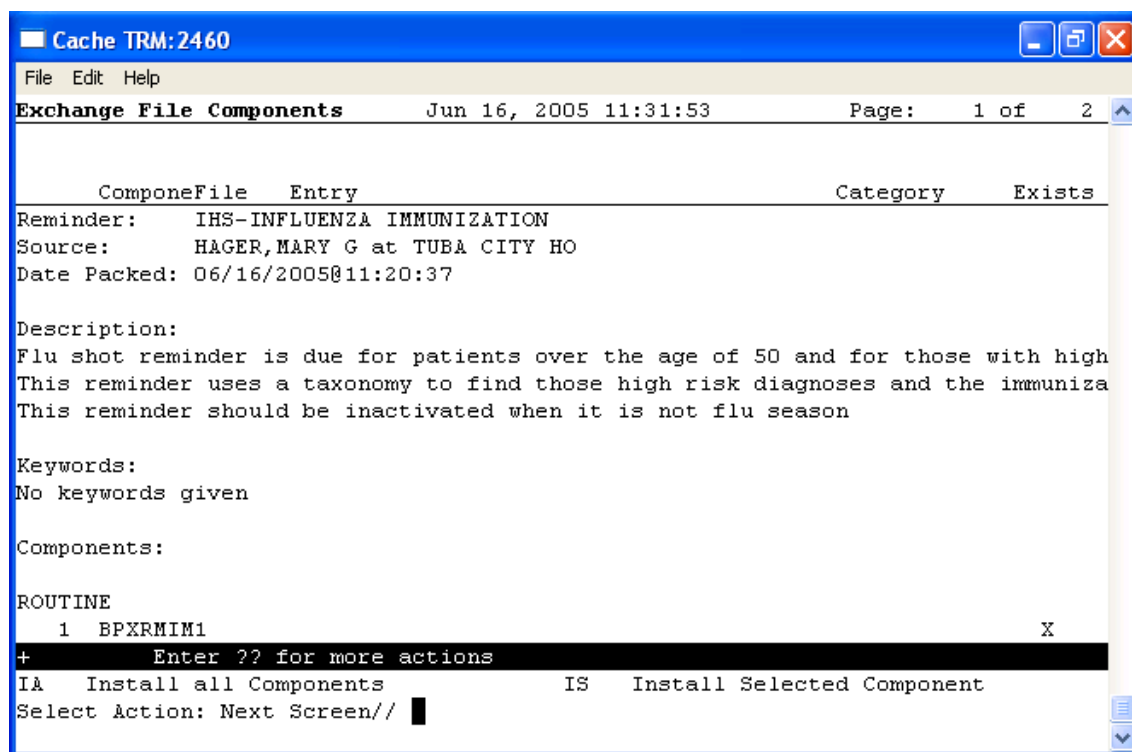 Cache TRM:2460
File Edit Help
Exchange File Components Jun 16, 2005 11:31:53 Page: 1 of 2
ComponeFile Entry Category Exists
Reminder: IHS-INFLUENZA IMMUNIZATION
Source: HAGER,MARY G at TUBA CITY HO
Date Packed: 06/16/2005@11:20:37
Description:
Flu shot reminder is due for patients over the age of 50 and for those with high
This reminder uses a taxonomy to find those high risk diagnoses and the immuniza
This reminder should be inactivated when it is not flu season
Keywords:
No keywords given
Components:
ROUTINE
1 BPXRMIM1 X
+ Enter ?? for more actions
IA Install all Components IS Install Selected Component
Select Action: Next Screen//